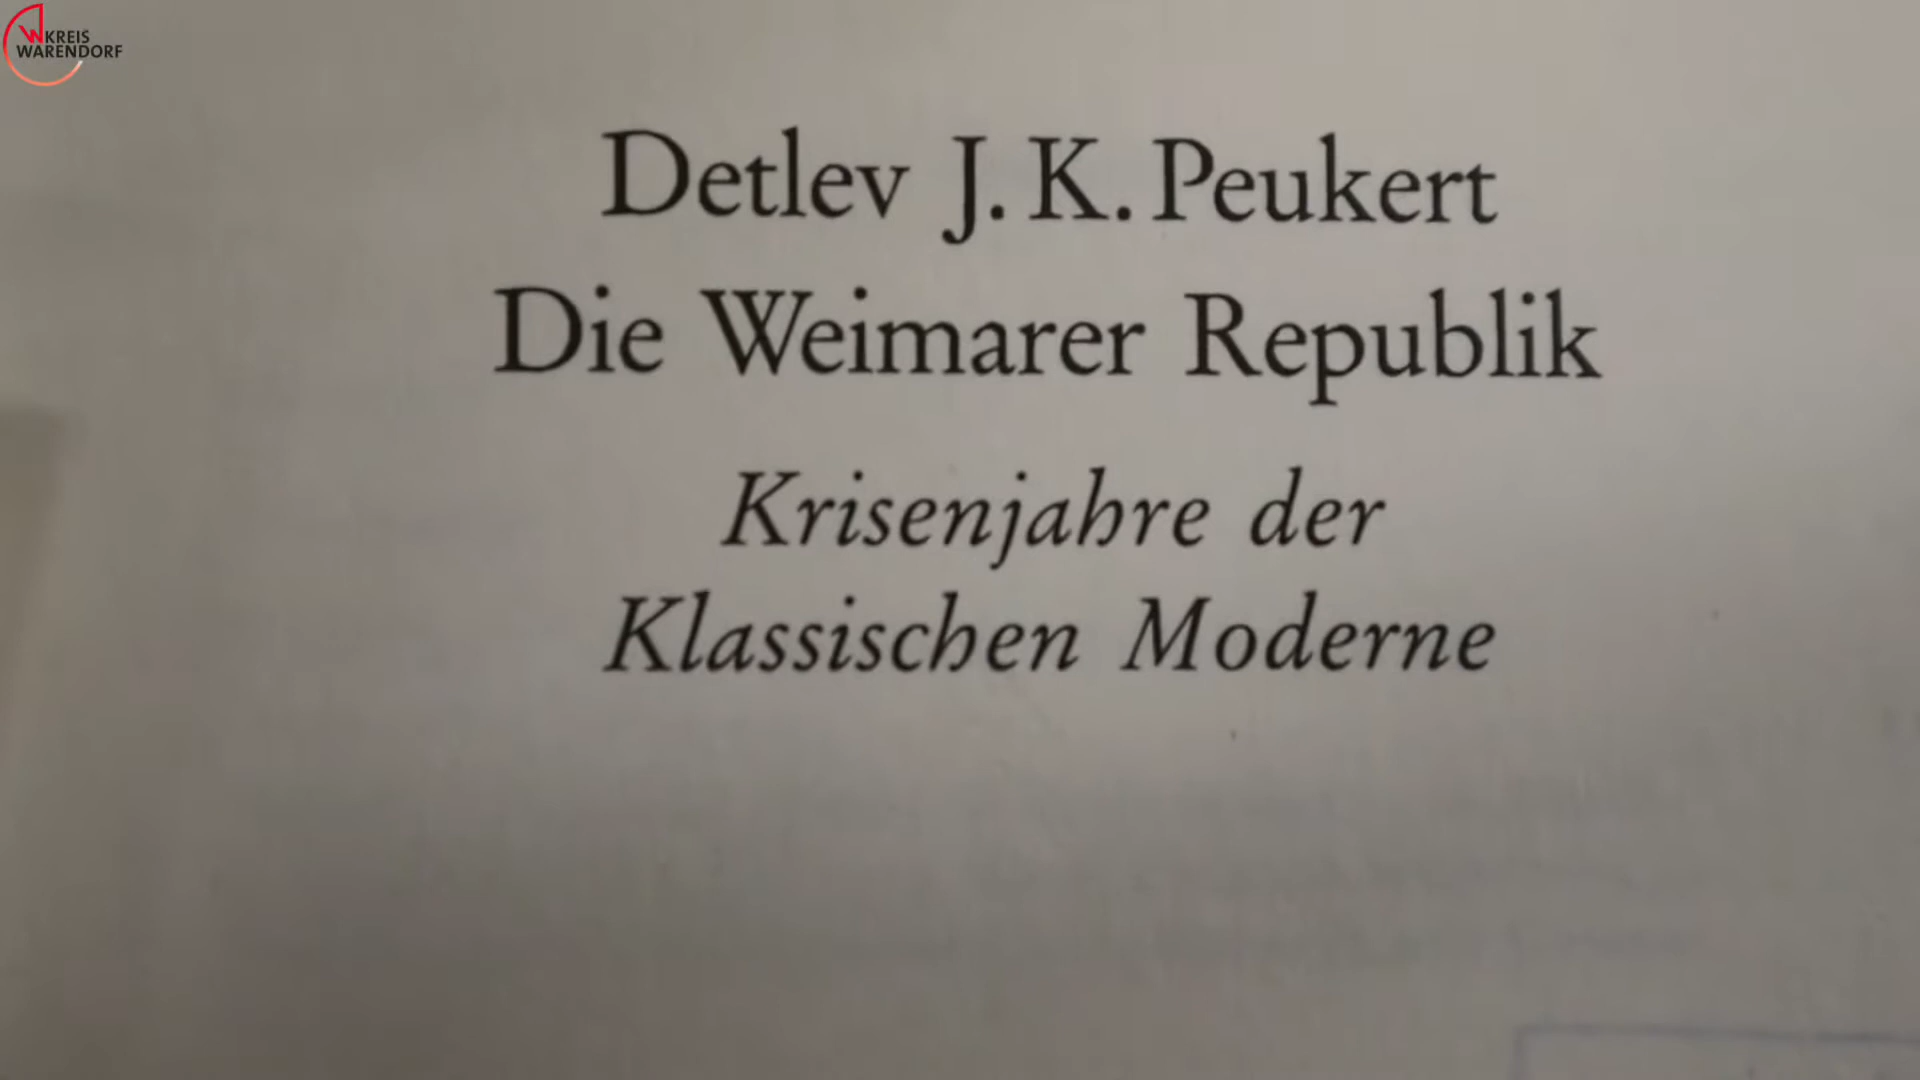 KREIS
WARENDORF
Detlev J. K. Peukert
Die Weimarer Republik
Krisenjahre der
Klassischen Moderne